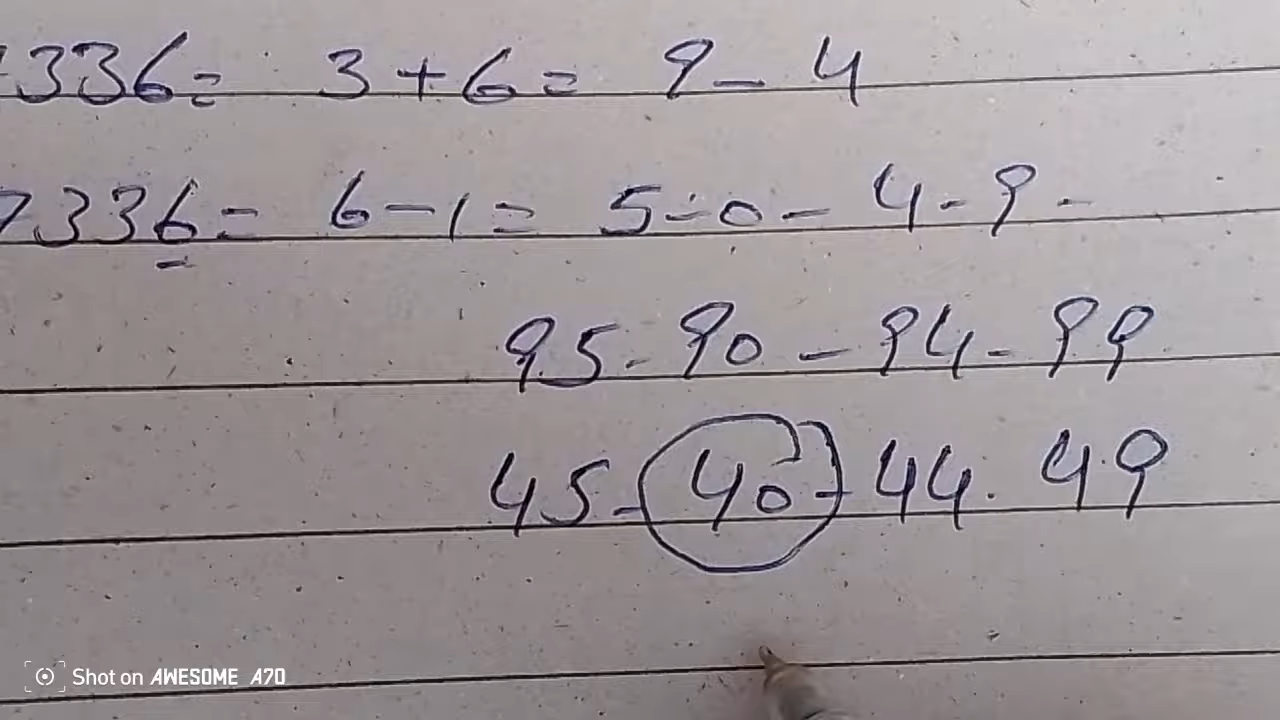 336= 3+6= 9-4
7336= 6-1= 5-0-4-9-
95-90-94-99
45-40-44.49
Shot on AWESOME A70